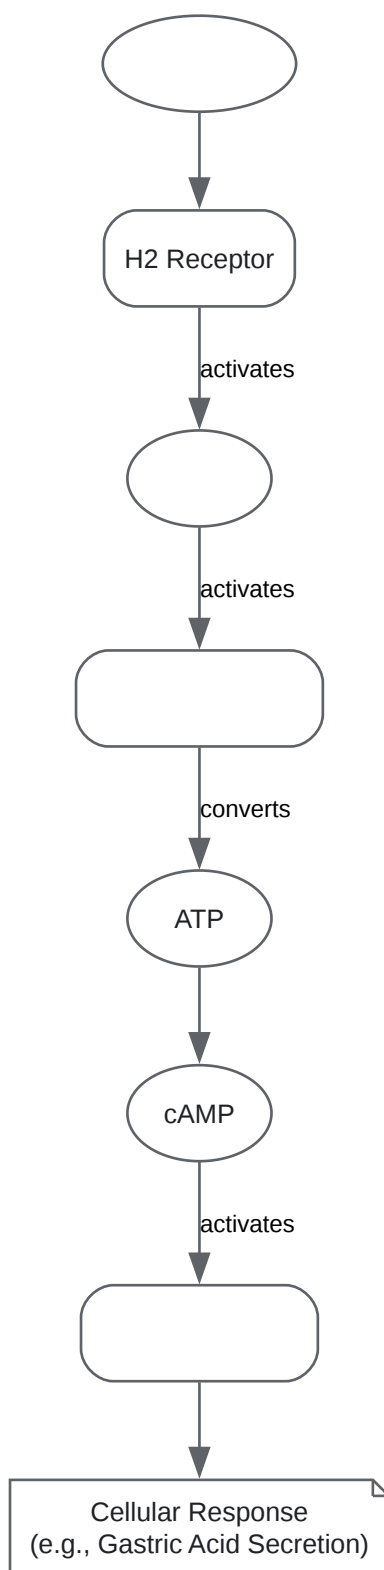 H2 Receptor
activates
activates
converts
ATP
cAMP
activates
Cellular Response
(e.g., Gastric Acid Secretion)